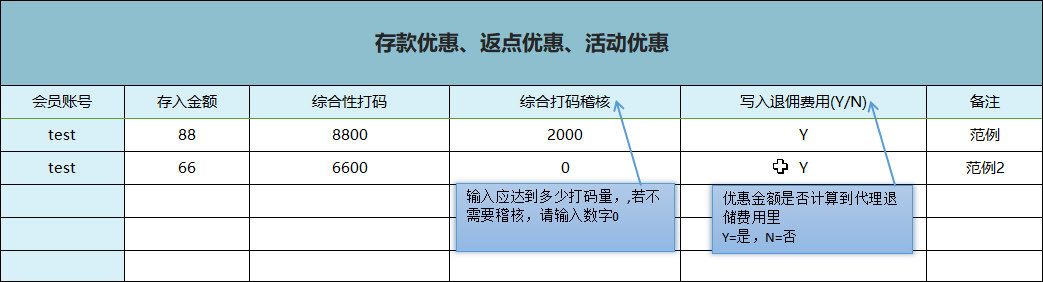 存款优惠、返点优惠、活动优惠
会员账号 存入金额 综合性打码 综合打码稽核 写入退佣费用(Y/N) 备注
test 88 8800 2000 Y 范例
test 66 6600 0 Y 范例2
输入应达到多少打码量，,若不
需要稽核，请输入数字0
优惠金额是否计算到代理退
储费用里
Y=是，N=否